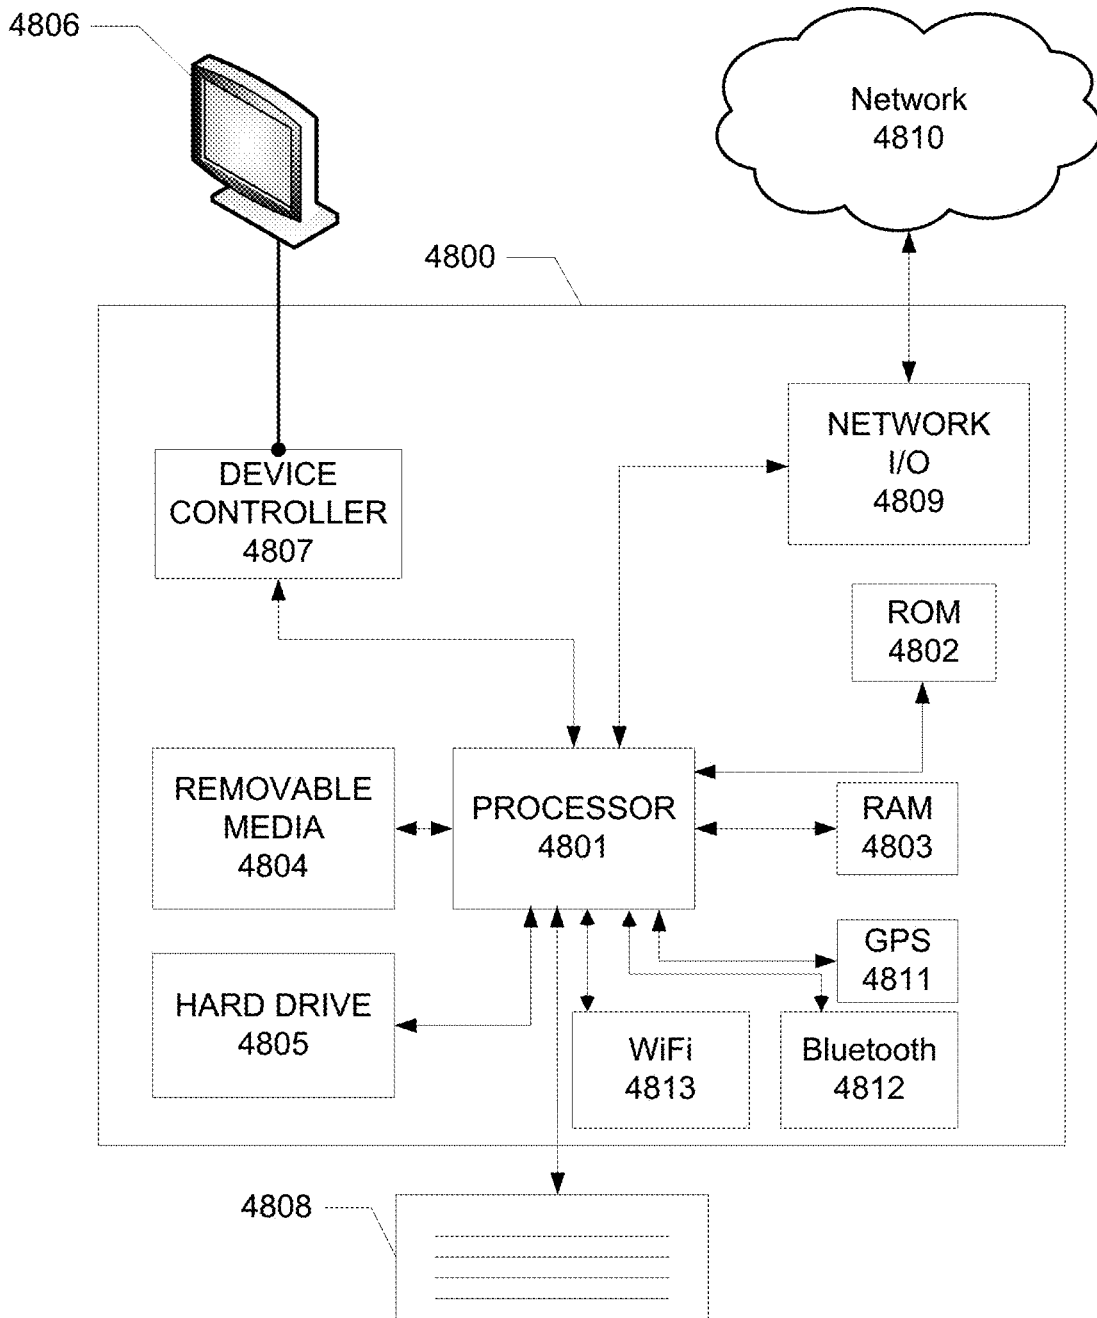 4806
Network
4810
4800
NETWORK
I/O
4809
DEVICE
CONTROLLER
4807
ROM
4802
REMOVABLE
MEDIA
4804
PROCESSOR
4801
RAM
4803
GPS
4811
HARD DRIVE
4805
WiFi
4813
Bluetooth
4812
4808